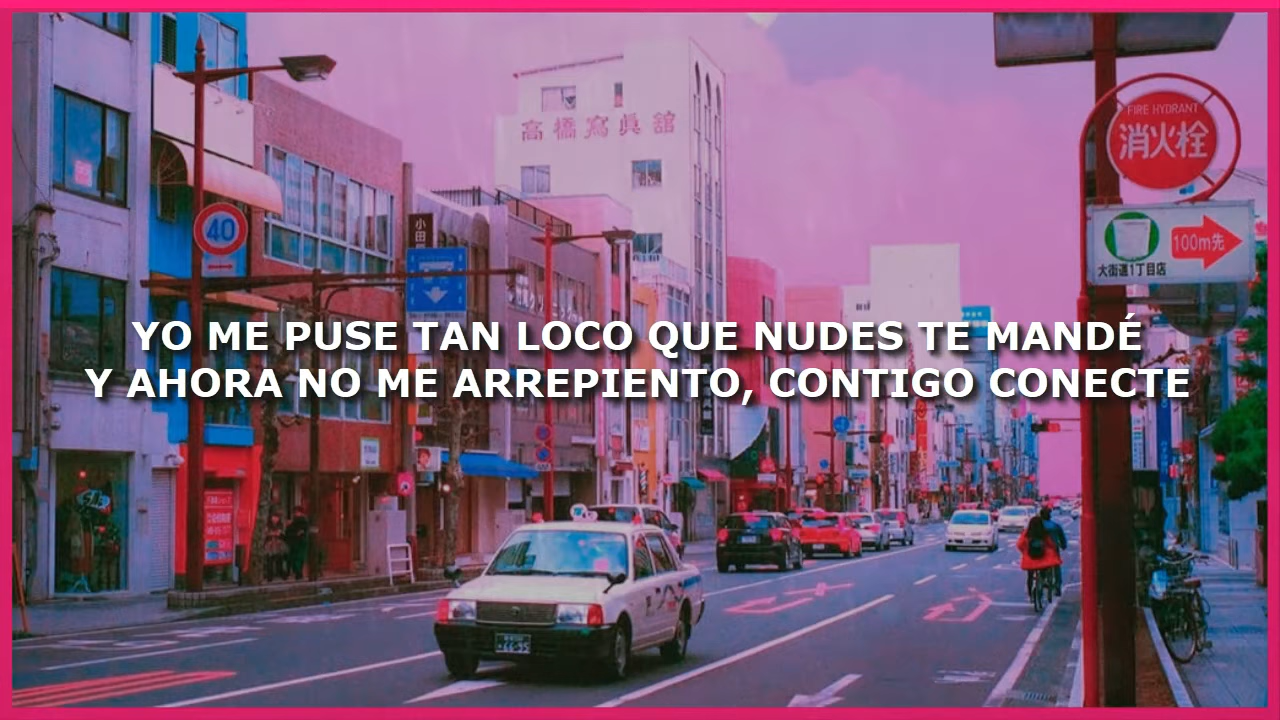 高橋寫眞舘
FIRE HYDRANT
消火栓
40
小田
100m先
大街道1丁目店
YO ME PUSE TAN LOCO QUE NUDES TE MANDÉ
Y AHORA NO ME ARREPIENTO, CONTIGO CONECTE